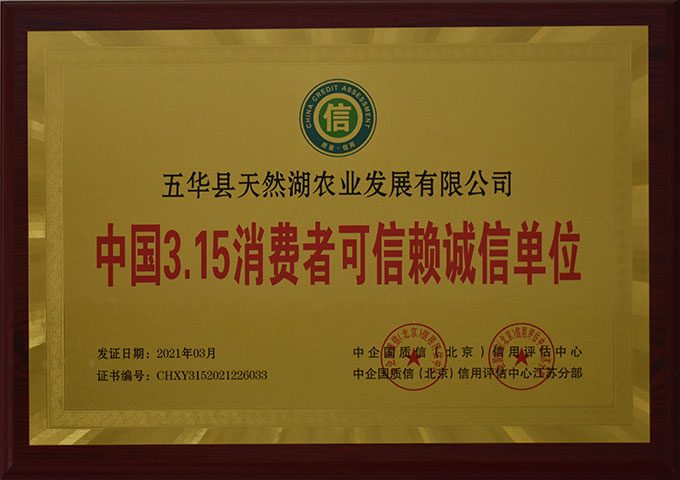 CHINA CREDIT ASSESSMENT
信
质量·信用
五华县天然湖农业发展有限公司
中国3.15消费者可信赖诚信单位
发证日期：2021年03月
中企国质信（北京）信用评估中心
证书编号：CHXY3152021226033
中企国质信（北京）信用评估中心江苏分部